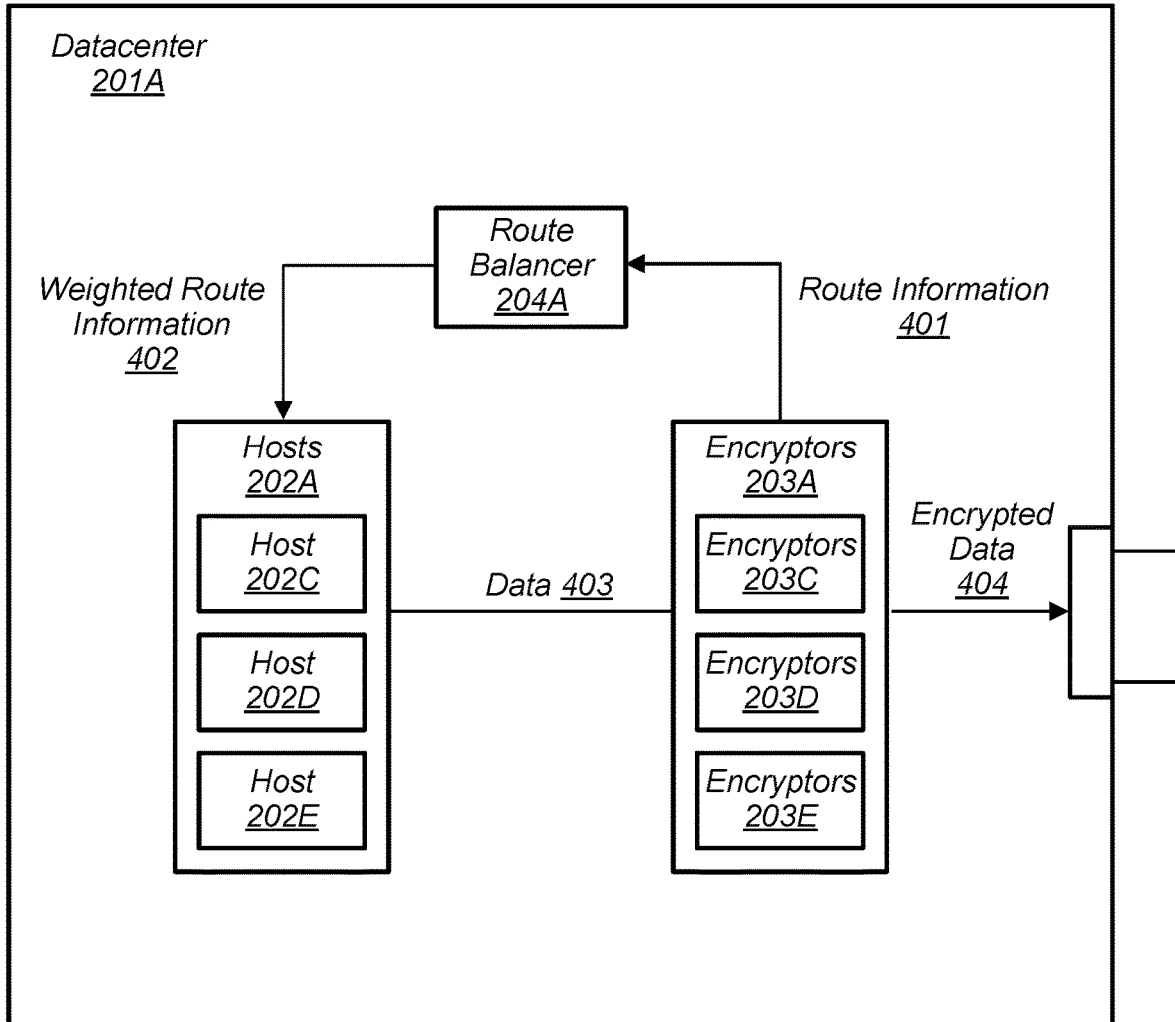 Datacenter
201A
Route
Balancer
204A
Weighted Route
Information
402
Route Information
401
Hosts
202A
Host
202C
Host
202D
Host
202E
Data 403
Encryptors
203A
Encryptors
203C
Encryptors
203D
Encryptors
203E
Encrypted
Data
404